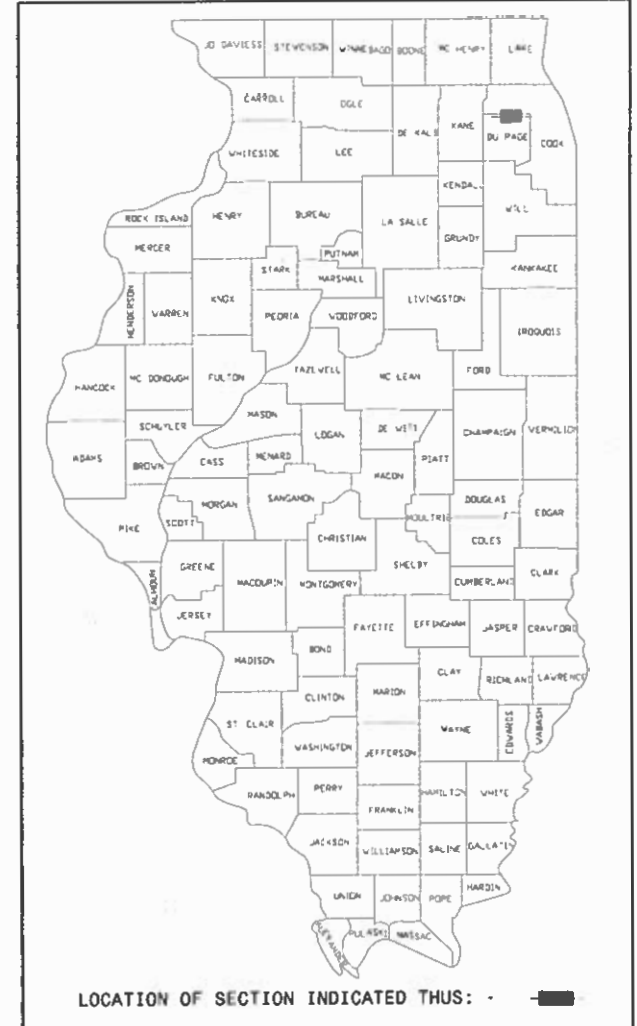 JO DAVIESS STEVENSON WINNEBAGO BOONE MC HENRY LAKE
CARROLL OGLE
DE KALB KANE DU PAGE COOK
WHITESIDE LEE
KENDALL WILL
ROCK ISLAND HENRY BUREAU LA SALLE
GRUNDY
MERCER PUTNAM
STARK MARSHALL KANKAKEE
HENDERSON WARREN KNOX PEORIA WOODFORD LIVINGSTON
IROQUOIS
HANCOCK MC DONOUGH FULTON TAZEWELL MC LEAN FORD
MASON
SCHUYLER LOGAN DE WITT CHAMPAIGN VERMILION
ADAMS BROWN CASS MENARD PIATT
MACON
PIKE SCOTT MORGAN SANGAMON DOUGLAS EDGAR
MOULTRIE
CHRISTIAN COLES
GREENE SHELBY
CALHOUN MACOUPIN MONTGOMERY CUMBERLAND CLARK
JERSEY
FAYETTE EFFINGHAM JASPER CRAWFORD
MADISON BOND
CLAY RICHLAND LAWRENCE
CLINTON MARION
ST CLAIR WAYNE EDWARDS WABASH
WASHINGTON JEFFERSON
MONROE
RANDOLPH PERRY HAMILTON WHITE
FRANKLIN
JACKSON WILLIAMSON SALINE GALLATIN
HARDIN
UNION JOHNSON POPE
ALEXANDER PULASKI MASSAC
LOCATION OF SECTION INDICATED THUS: -